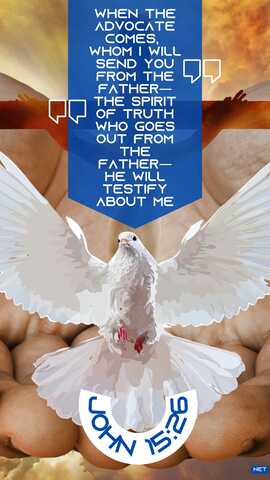 WHEN THE
ADVOCATE
COMES,
WHOM I WILL
SEND YOU
FROM THE
FATHER—
THE SPIRIT
OF TRUTH
WHO GOES
OUT FROM
THE
FATHER—
HE WILL
TESTIFY
ABOUT ME
JOHN 15:26
NET